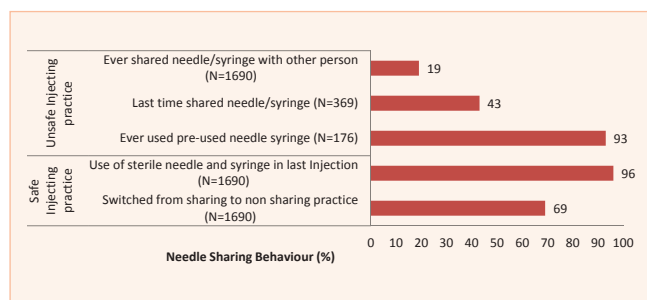 Unsafe Injecting
practice
Ever shared needle/syringe with other person
(N=1690)
19
Last time shared needle/syringe (N=369)
43
Ever used pre-used needle syringe (N=176)
93
Safe
Injecting
practice
Use of sterile needle and syringe in last Injection
(N=1690)
96
Switched from sharing to non sharing practice
(N=1690)
69
0 10 20 30 40 50 60 70 80 90 100
Needle Sharing Behaviour (%)